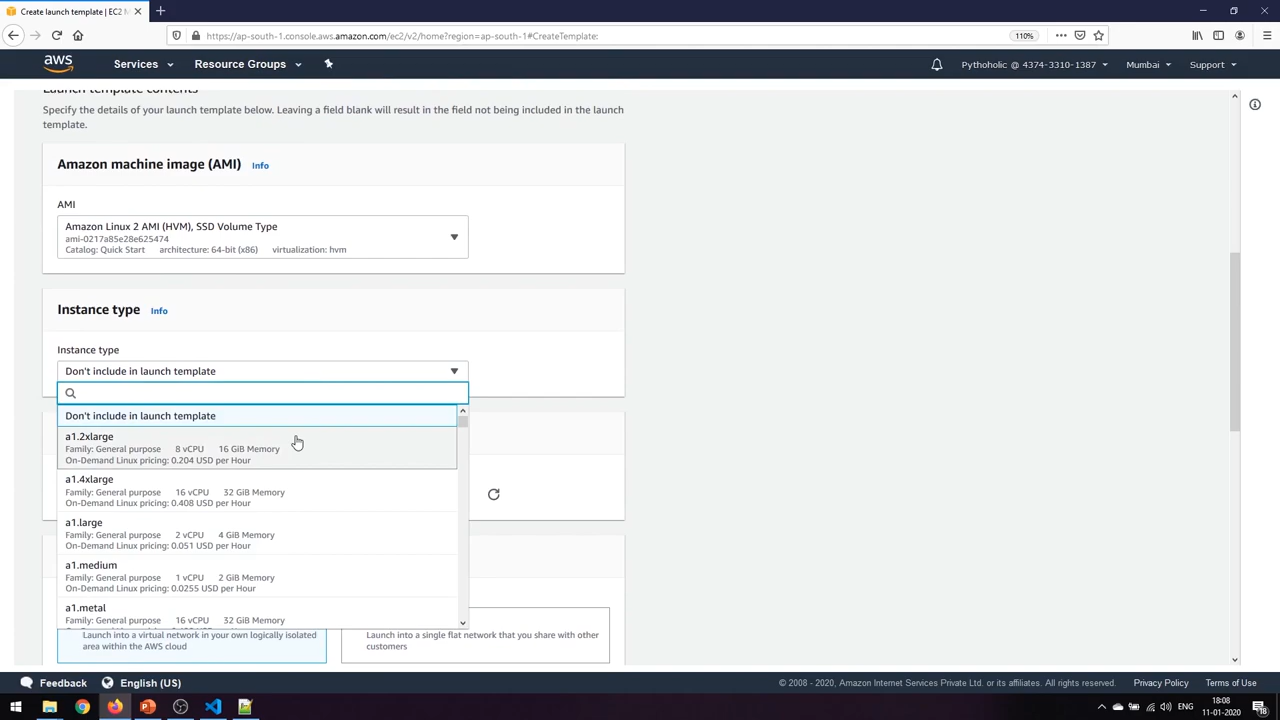 Create launch template | EC2 M
https://ap-south-1.console.aws.amazon.com/ec2/v2/home?region=ap-south-1#CreateTemplate:
110%
aws
Services
Resource Groups
Pythoholic @ 4374-3310-1387
Mumbai
Support
Launch template contents
Specify the details of your launch template below. Leaving a field blank will result in the field not being included in the launch
template.
Amazon machine image (AMI)
Info
AMI
Amazon Linux 2 AMI (HVM), SSD Volume Type
ami-0217a85e28e625474
Catalog: Quick Start architecture: 64-bit (x86) virtualization: hvm
Instance type
Info
Instance type
Don't include in launch template
Don't include in launch template
a1.2xlarge
Family: General purpose 8 vCPU 16 GiB Memory
On-Demand Linux pricing: 0.204 USD per Hour
a1.4xlarge
Family: General purpose 16 vCPU 32 GiB Memory
On-Demand Linux pricing: 0.408 USD per Hour
a1.large
Family: General purpose 2 vCPU 4 GiB Memory
On-Demand Linux pricing: 0.051 USD per Hour
a1.medium
Family: General purpose 1 vCPU 2 GiB Memory
On-Demand Linux pricing: 0.0255 USD per Hour
a1.metal
Family: General purpose 16 vCPU 32 GiB Memory
Launch into a virtual network in your own logically isolated
area within the AWS cloud
Launch into a single flat network that you share with other
customers
Feedback
English (US)
© 2008 - 2020, Amazon Internet Services Private Ltd. or its affiliates. All rights reserved.
Privacy Policy
Terms of Use
ENG
18:08
11-01-2020
18